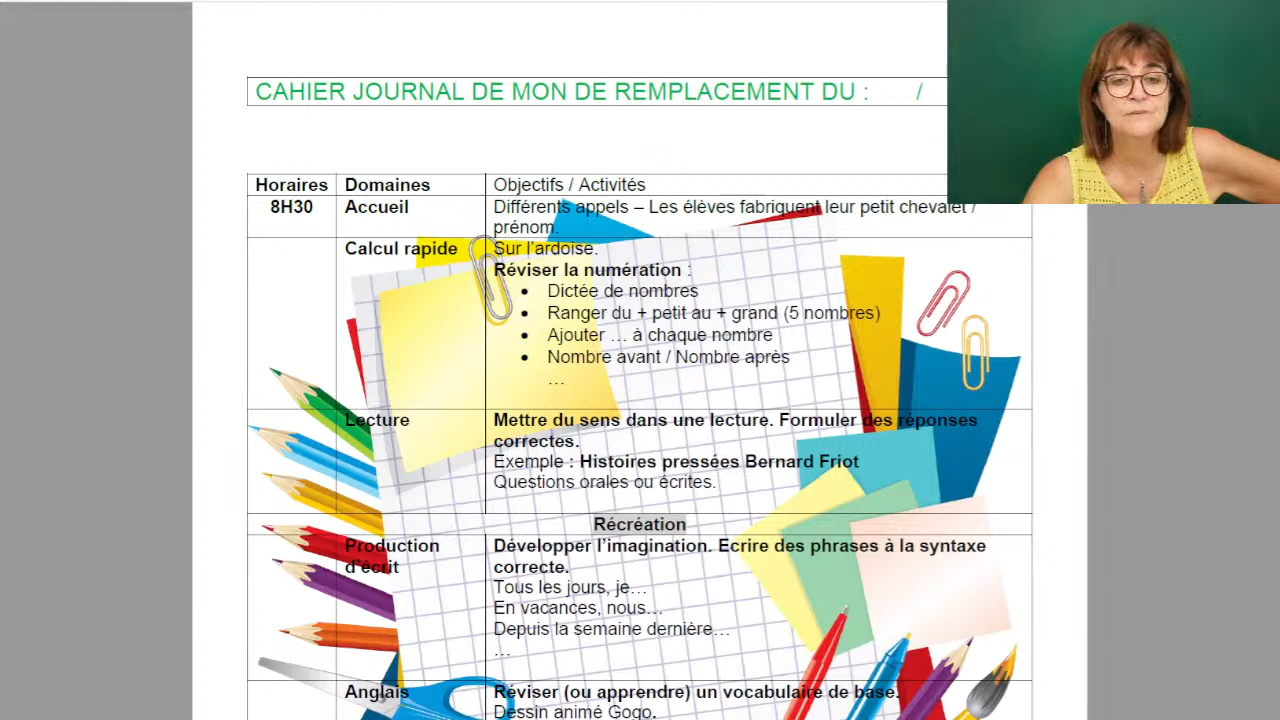 CAHIER JOURNAL DE MON DE REMPLACEMENT DU : /
Horaires Domaines Objectifs / Activités
8H30 Accueil Différents appels – Les élèves fabriquent leur petit chevalet /
prénom.
Calcul rapide Sur l'ardoise.
Réviser la numération :
• Dictée de nombres
• Ranger du + petit au + grand (5 nombres)
• Ajouter … à chaque nombre
• Nombre avant / Nombre après
…
Lecture Mettre du sens dans une lecture. Formuler des réponses
correctes.
Exemple : Histoires pressées Bernard Friot
Questions orales ou écrites.
Récréation
Production Développer l'imagination. Ecrire des phrases à la syntaxe
d'écrit correcte.
Tous les jours, je…
En vacances, nous…
Depuis la semaine dernière…
…
Anglais Réviser (ou apprendre) un vocabulaire de base.
Dessin animé Gogo.